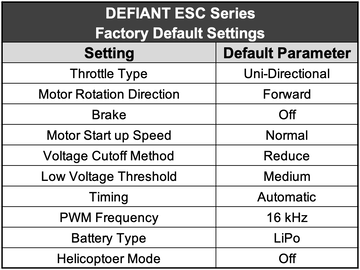 DEFIANT ESC Series
Factory Default Settings
Setting Default Parameter
Throttle Type Uni-Directional
Motor Rotation Direction Forward
Brake Off
Motor Start up Speed Normal
Voltage Cutoff Method Reduce
Low Voltage Threshold Medium
Timing Automatic
PWM Frequency 16 kHz
Battery Type LiPo
Helicoptoer Mode Off